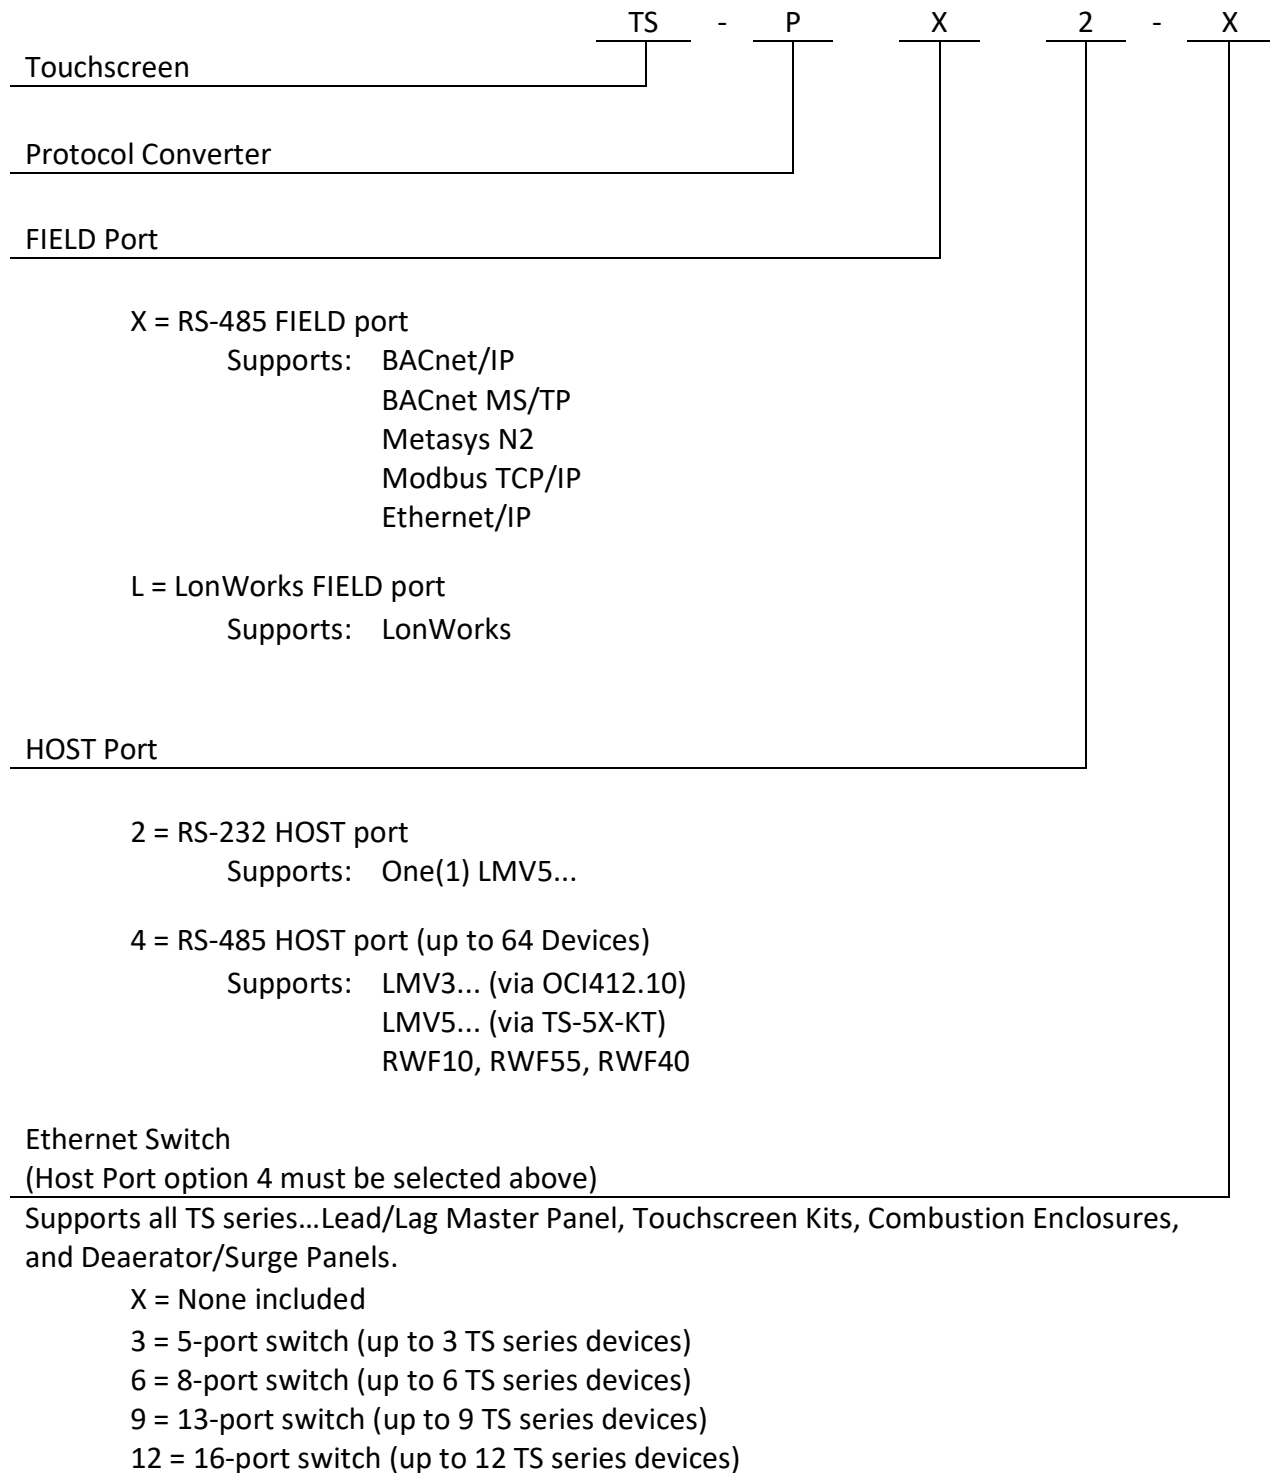 TS - P X 2 - X
Touchscreen
Protocol Converter
FIELD Port
X = RS-485 FIELD port
Supports: BACnet/IP
BACnet MS/TP
Metasys N2
Modbus TCP/IP
Ethernet/IP
L = LonWorks FIELD port
Supports: LonWorks
HOST Port
2 = RS-232 HOST port
Supports: One(1) LMV5...
4 = RS-485 HOST port (up to 64 Devices)
Supports: LMV3... (via OCI412.10)
LMV5... (via TS-5X-KT)
RWF10, RWF55, RWF40
Ethernet Switch
(Host Port option 4 must be selected above)
Supports all TS series...Lead/Lag Master Panel, Touchscreen Kits, Combustion Enclosures,
and Deaerator/Surge Panels.
X = None included
3 = 5-port switch (up to 3 TS series devices)
6 = 8-port switch (up to 6 TS series devices)
9 = 13-port switch (up to 9 TS series devices)
12 = 16-port switch (up to 12 TS series devices)